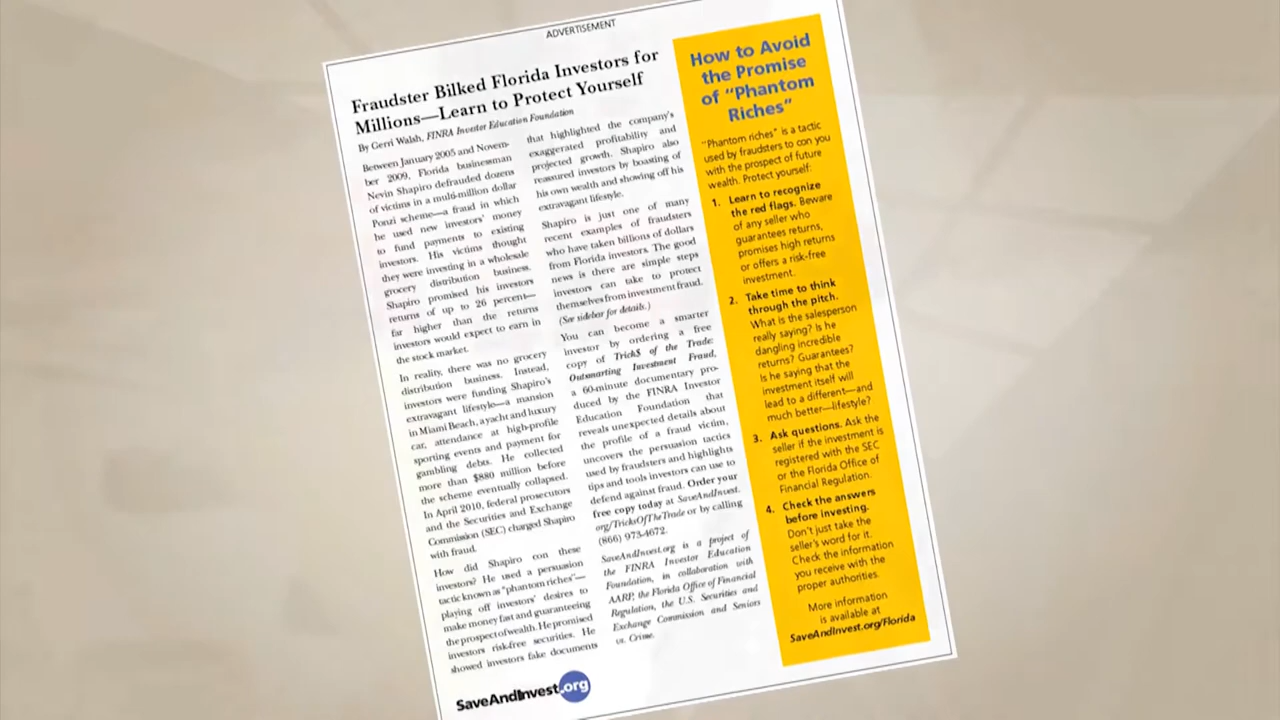 ADVERTISEMENT
Fraudster Bilked Florida Investors for
Millions—Learn to Protect Yourself
By Gerri Walsh, FINRA Investor Education Foundation
Between January 2005 and Novem-
ber 2009, Florida businessman
Nevin Shapiro defrauded dozens
of victims in a multi-million dollar
Ponzi scheme—a fraud in which
he used new investors' money
to fund payments to existing
investors. His victims thought
they were investing in a wholesale
grocery distribution business.
Shapiro promised his investors
returns of up to 26 percent—
far higher than the returns
investors would expect to earn in
the stock market.
In reality, there was no grocery
distribution business. Instead,
investors were funding Shapiro's
extravagant lifestyle—a mansion
in Miami Beach, a yacht and luxury
car, attendance at high-profile
sporting events and payment for
gambling debts. He collected
more than $880 million before
the scheme eventually collapsed.
In April 2010, federal prosecutors
and the Securities and Exchange
Commission (SEC) charged Shapiro
with fraud.
How did Shapiro con these
investors? He used a persuasion
tactic known as "phantom riches"—
playing off investors' desires to
make money fast and guaranteeing
the prospect of wealth. He promised
investors risk-free securities. He
showed investors fake documents
that highlighted the company's
exaggerated profitability and
projected growth. Shapiro also
reassured investors by boasting of
his own wealth and showing off his
extravagant lifestyle.
Shapiro is just one of many
recent examples of fraudsters
who have taken billions of dollars
from Florida investors. The good
news is there are simple steps
investors can take to protect
themselves from investment fraud.
(See sidebar for details.)
You can become a smarter
investor by ordering a free
copy of Trick$ of the Trade:
Outsmarting Investment Fraud,
a 60-minute documentary pro-
duced by the FINRA Investor
Education Foundation that
reveals unexpected details about
the profile of a fraud victim,
uncovers the persuasion tactics
used by fraudsters and highlights
tips and tools investors can use to
defend against fraud. Order your
free copy today at SaveAndInvest.
org/TricksOfTheTrade or by calling
(866) 973-4672.
SaveAndInvest.org is a project of
the FINRA Investor Education
Foundation, in collaboration with
AARP, the Florida Office of Financial
Regulation, the U.S. Securities and
Exchange Commission and Seniors
vs. Crime.
SaveAndInvest.org
How to Avoid
the Promise
of "Phantom
Riches"
"Phantom riches" is a tactic
used by fraudsters to con you
with the prospect of future
wealth. Protect yourself:
1. Learn to recognize
the red flags. Beware
of any seller who
guarantees returns,
promises high returns
or offers a risk-free
investment.
2. Take time to think
through the pitch.
What is the salesperson
really saying? Is he
dangling incredible
returns? Guarantees?
Is he saying that the
investment itself will
lead to a different—and
much better—lifestyle?
3. Ask questions. Ask the
seller if the investment is
registered with the SEC
or the Florida Office of
Financial Regulation.
4. Check the answers
before investing.
Don't just take the
seller's word for it.
Check the information
you receive with the
proper authorities.
More information
is available at
SaveAndInvest.org/Florida